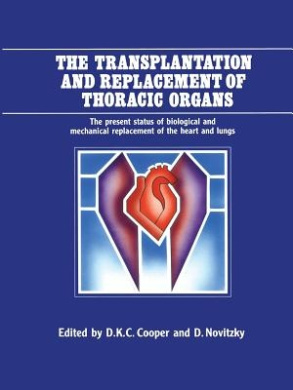 THE TRANSPLANTATION
AND REPLACEMENT OF
THORACIC ORGANS
The present status of biological and
mechanical replacement of the heart and lungs
Edited by D.K.C. Cooper and D. Novitzky